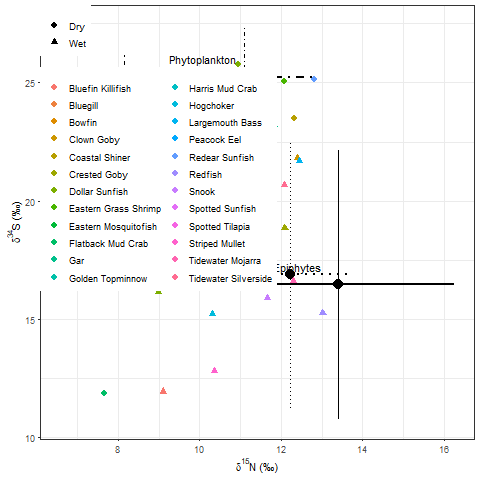 Dry
Wet
Phytoplankton
Bluefin Killifish
Bluegill
Bowfin
Clown Goby
Coastal Shiner
Crested Goby
Dollar Sunfish
Eastern Grass Shrimp
Eastern Mosquitofish
Flatback Mud Crab
Gar
Golden Topminnow
Harris Mud Crab
Hogchoker
Largemouth Bass
Peacock Eel
Redear Sunfish
Redfish
Snook
Spotted Sunfish
Spotted Tilapia
Striped Mullet
Tidewater Mojarra
Tidewater Silverside
piphytes
25
20
15
10
8
10
12
14
16
δ34S (‰)
δ15N (‰)